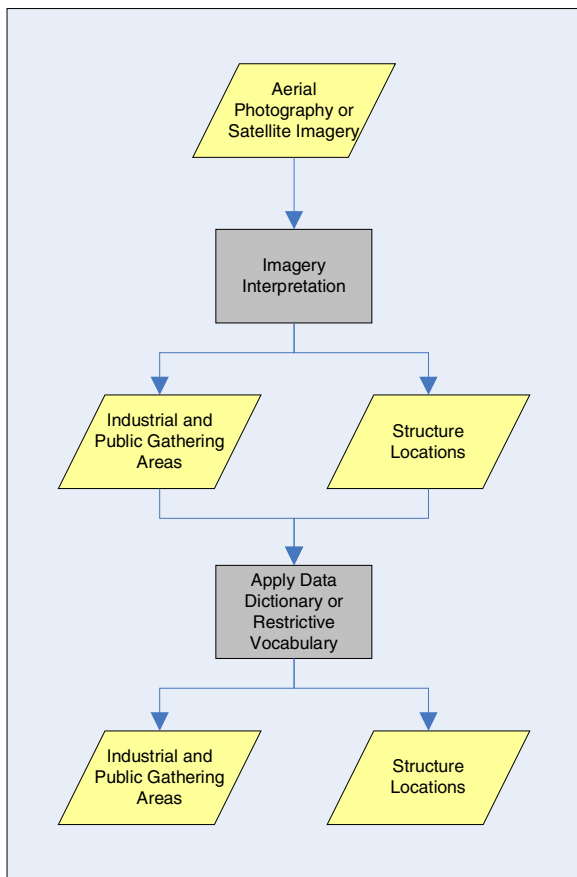 Aerial
Photography or
Satellite Imagery
Imagery
Interpretation
Industrial and
Public Gathering
Areas
Structure
Locations
Apply Data
Dictionary or
Restrictive
Vocabulary
Industrial and
Public Gathering
Areas
Structure
Locations